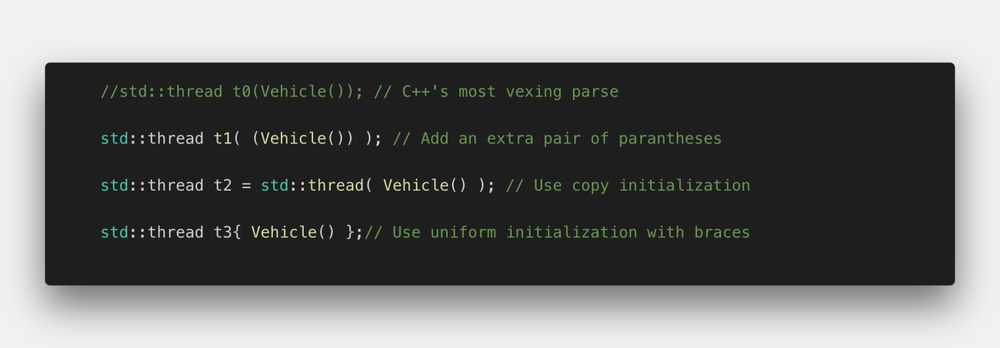 //std::thread t0(Vehicle()); // C++'s most vexing parse
std::thread t1( (Vehicle()) ); // Add an extra pair of parantheses
std::thread t2 = std::thread( Vehicle() ); // Use copy initialization
std::thread t3{ Vehicle() };// Use uniform initialization with braces